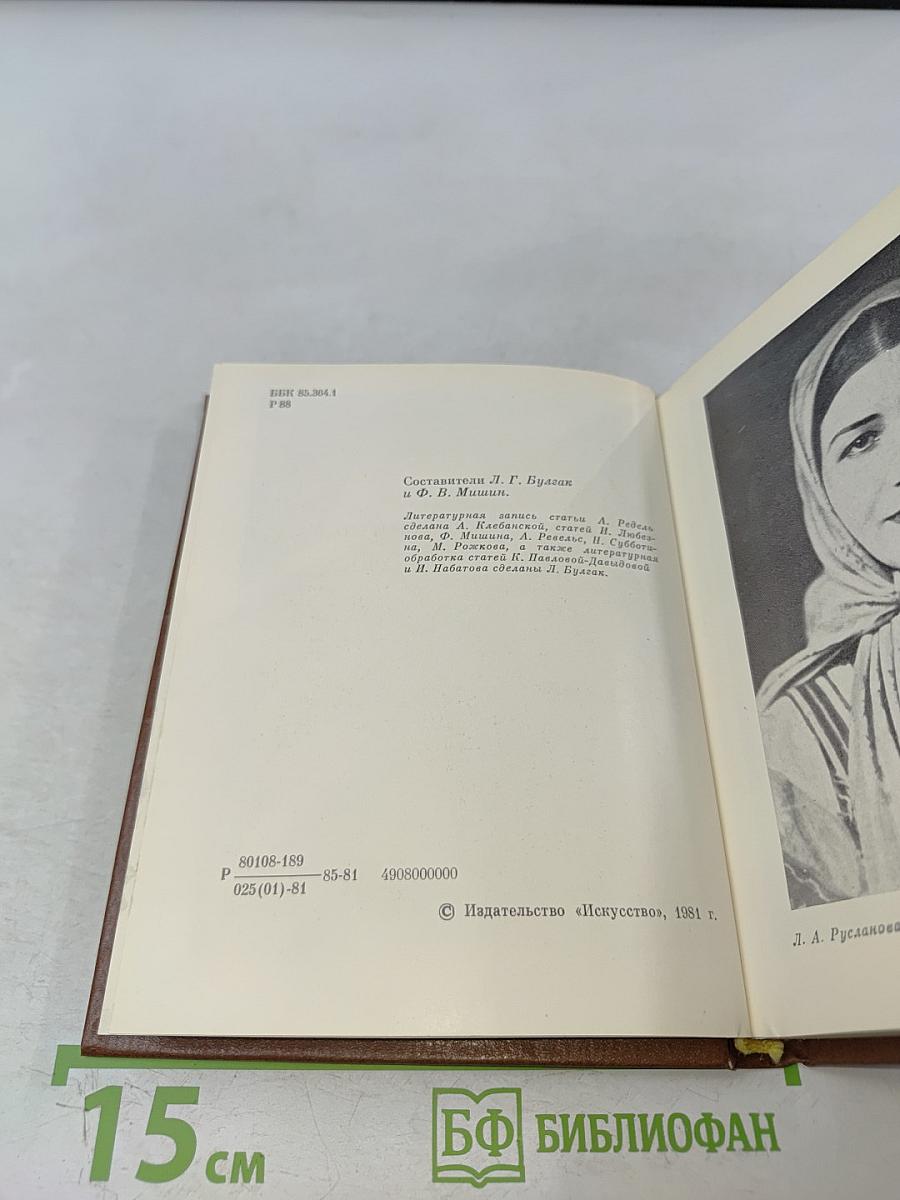 ББК 85.364.1
Р 88
Составители Л. Г. Булгак
и Ф. В. Мишин.
Литературная запись статьи А. Редель
сделана А. Клебанской, статей И. Любез-
нова, Ф. Мишина, А. Ревельс, Н. Субботи-
на, М. Рожкова, а также литературная
обработка статей К. Павловой-Давыдовой
и И. Набатова сделаны Л. Булгак.
Р 80108-189
025(01)-81 85-81 4908000000
© Издательство «Искусство», 1981 г.
Л. А. Русланова
15 см
БФ БИБЛИОФАН